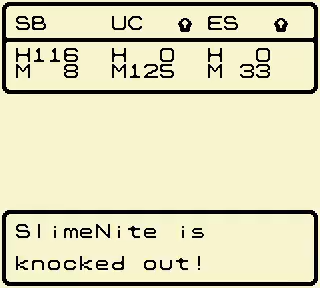 SB UC ES
H116 H 0 H 0
M 8 M125 M 33
SlimeNite is
knocked out!